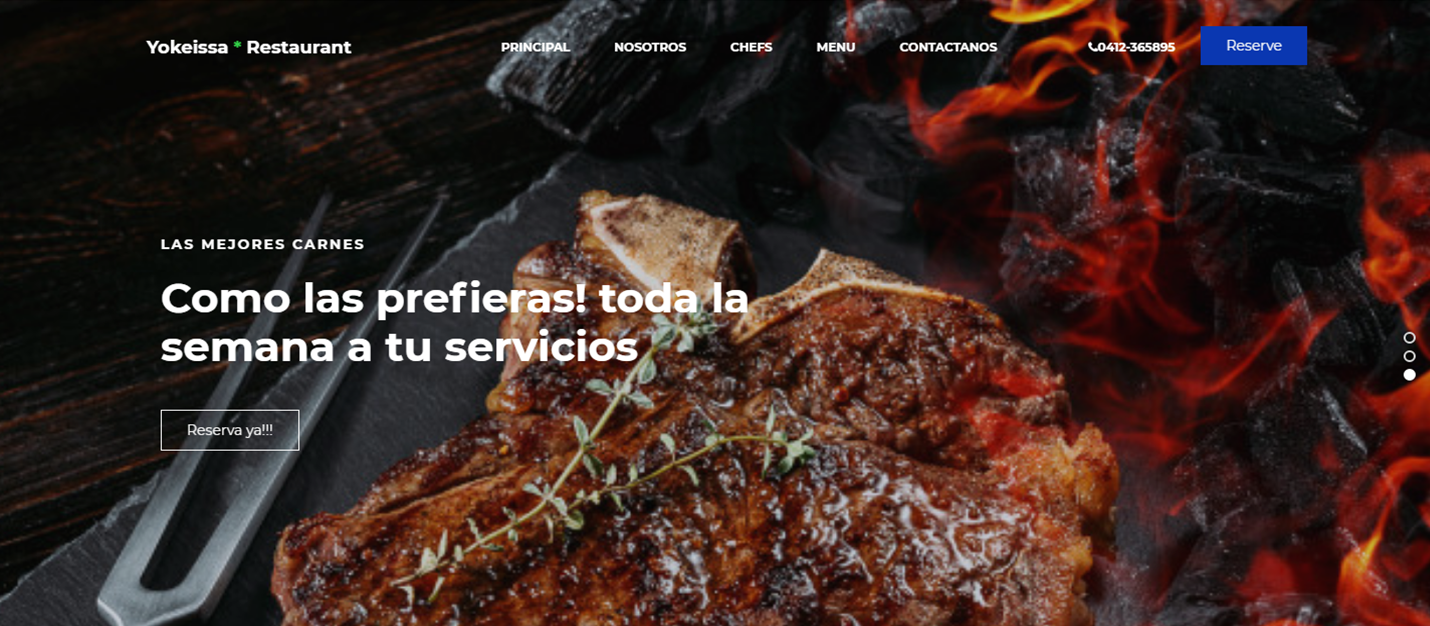 Yokeissa * Restaurant
PRINCIPAL NOSOTROS CHEFS MENU CONTACTANOS
0412-365895
Reserve
LAS MEJORES CARNES
Como las prefieras! toda la
semana a tu servicios
Reserva ya!!!